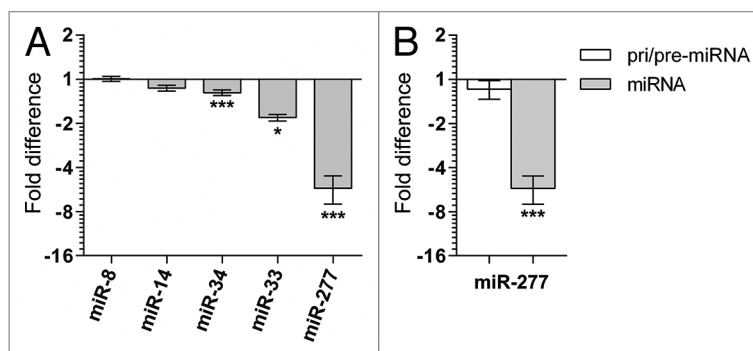 A
Fold difference
2
1
-2
-4
-8
-16
***
*
***
miR-8
miR-14
miR-34
miR-33
miR-277
B
Fold difference
2
1
-2
-4
-8
-16
***
miR-277
pri/pre-miRNA
miRNA